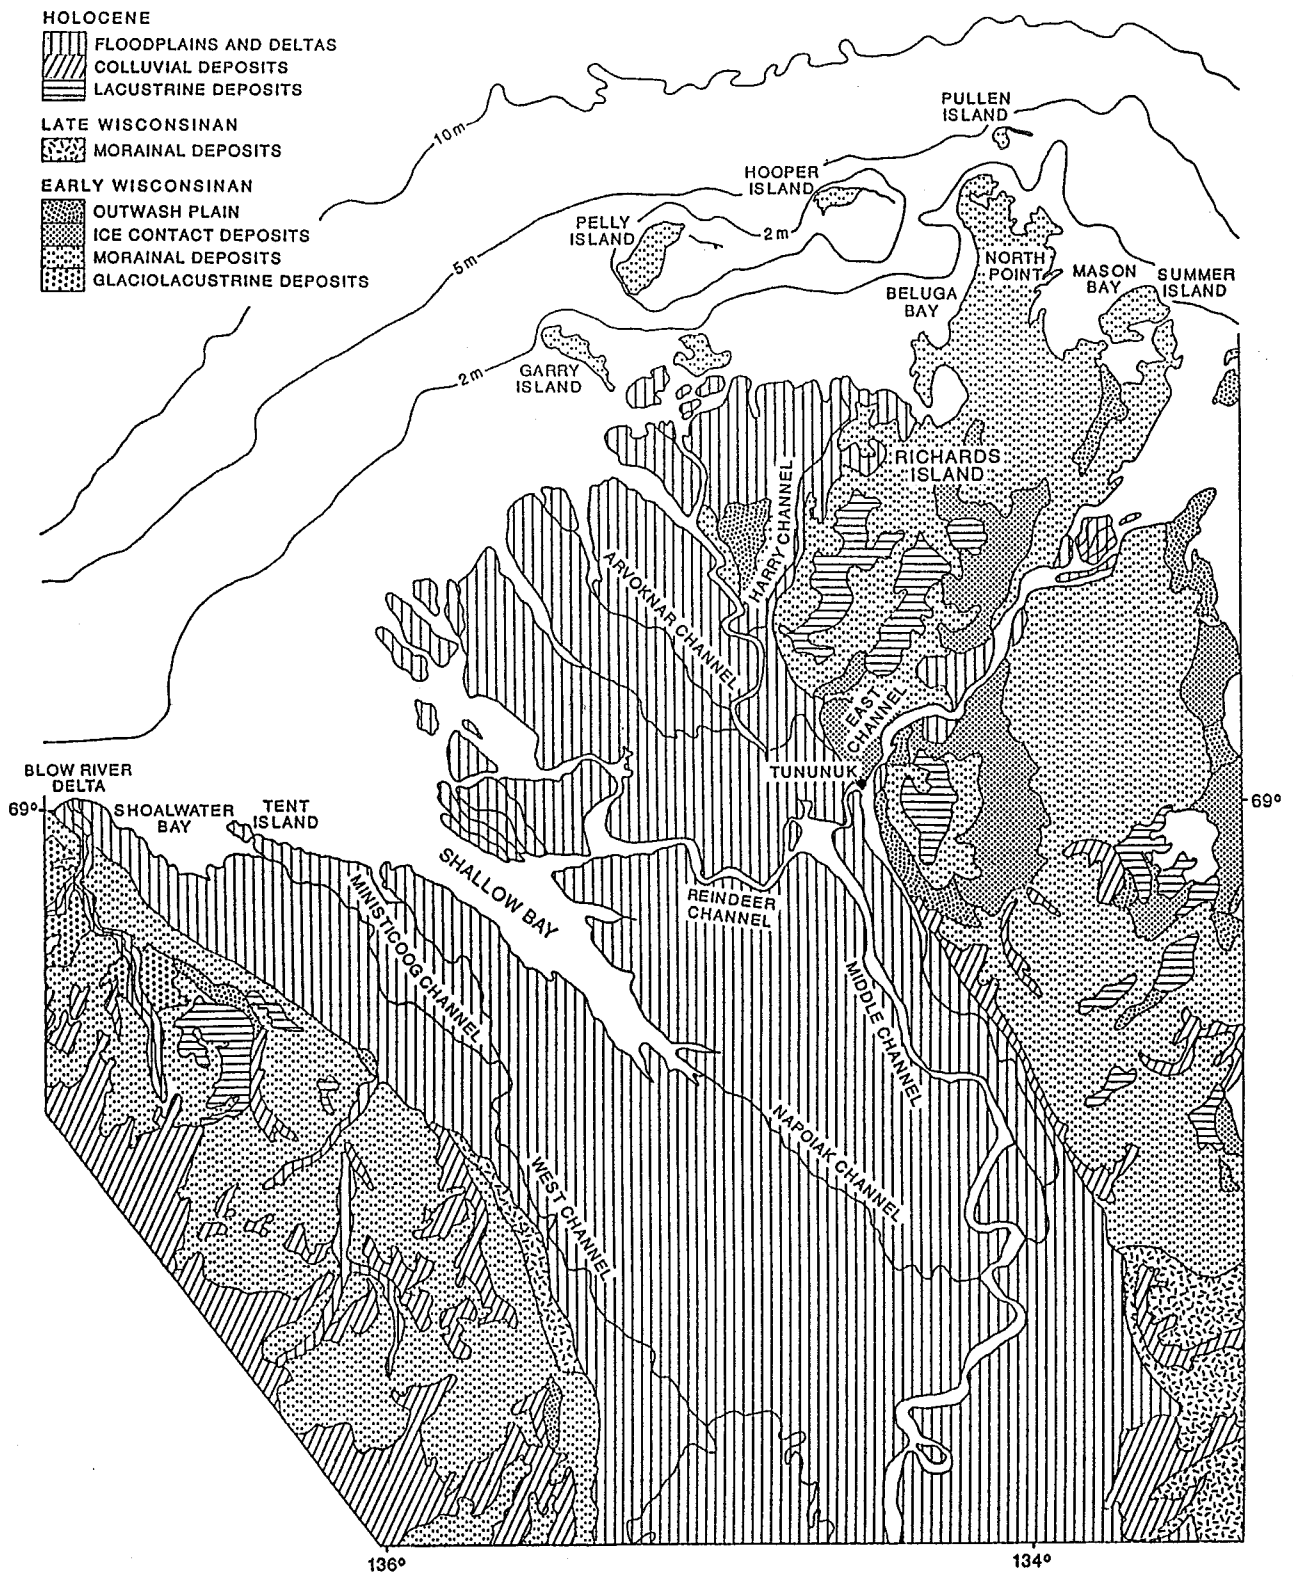 HOLOCENE
FLOODPLAINS AND DELTAS
COLLUVIAL DEPOSITS
LACUSTRINE DEPOSITS
LATE WISCONSINAN
MORAINAL DEPOSITS
EARLY WISCONSINAN
OUTWASH PLAIN
ICE CONTACT DEPOSITS
MORAINAL DEPOSITS
GLACIOLACUSTRINE DEPOSITS
10m
5m
2m
2m
PULLEN
ISLAND
HOOPER
ISLAND
PELLY
ISLAND
GARRY
ISLAND
NORTH
POINT
BELUGA
BAY
MASON
BAY
SUMMER
ISLAND
RICHARDS
ISLAND
HARRY CHANNEL
ARVOKNAR CHANNEL
EAST
CHANNEL
TUNUNUK
BLOW RIVER
DELTA
69°
SHOALWATER
BAY
TENT
ISLAND
69°
SHALLOW BAY
REINDEER
CHANNEL
MINISTICOOG CHANNEL
MIDDLE CHANNEL
NAPOIAK CHANNEL
WEST CHANNEL
136°
134°